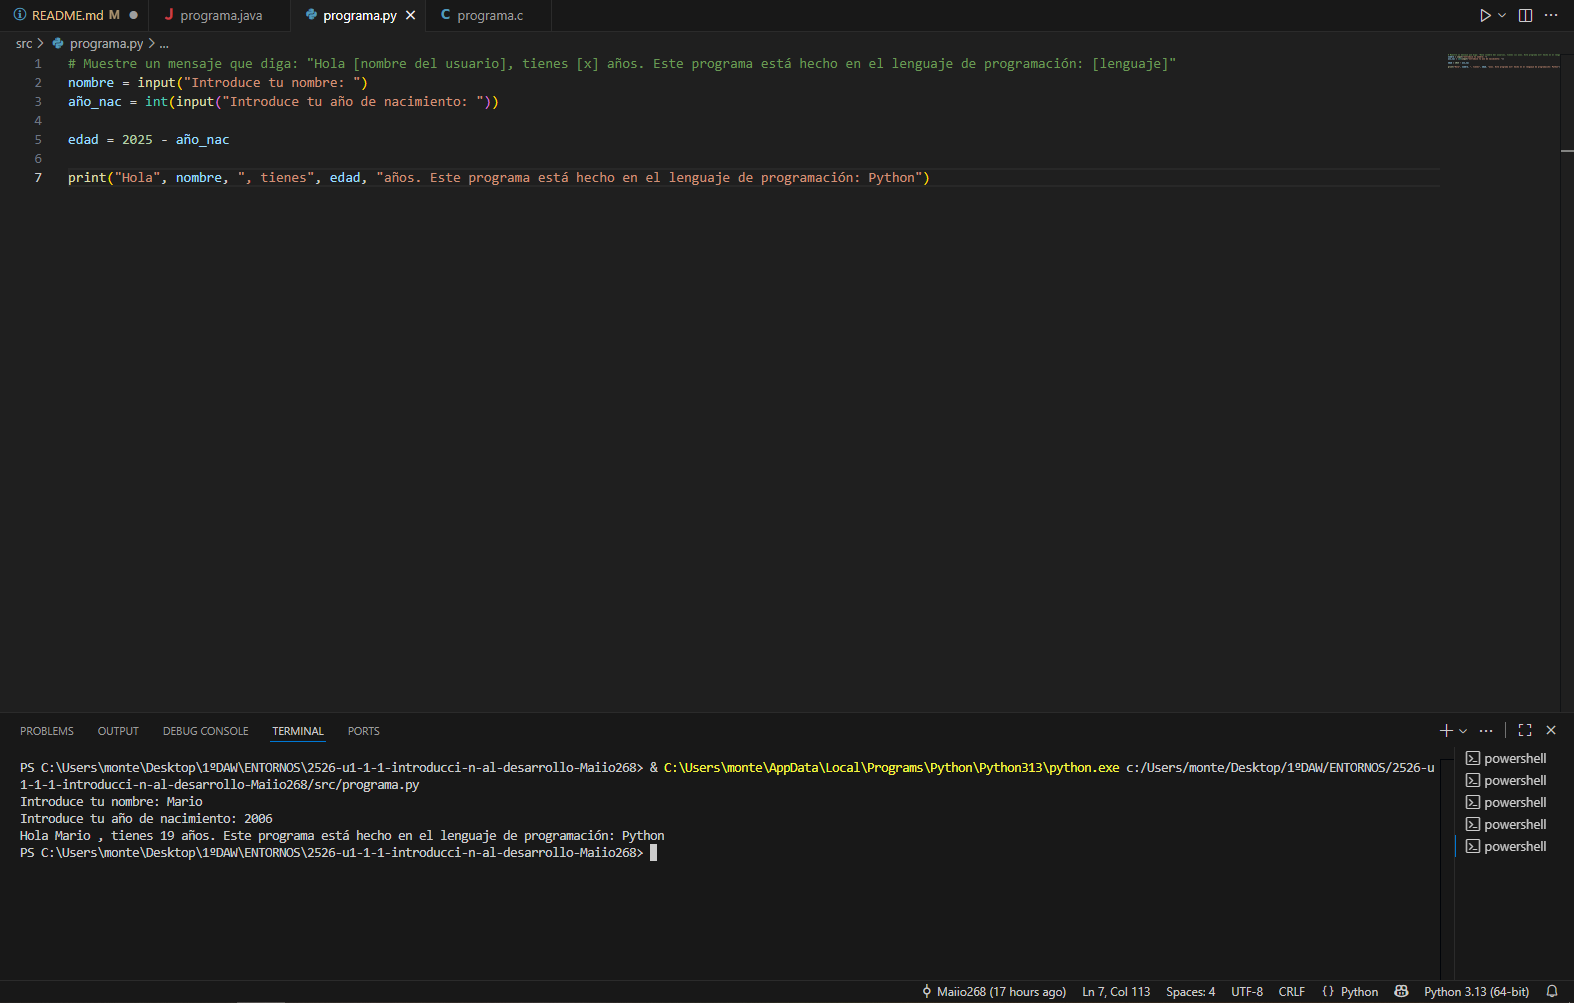 README.md M
programa.java
programa.py
programa.c
src > programa.py > ...
1 # Muestre un mensaje que diga: "Hola [nombre del usuario], tienes [x] años. Este programa está hecho en el lenguaje de programación: [lenguaje]"
2 nombre = input("Introduce tu nombre: ")
3 año_nac = int(input("Introduce tu año de nacimiento: "))
4
5 edad = 2025 - año_nac
6
7 print("Hola", nombre, ", tienes", edad, "años. Este programa está hecho en el lenguaje de programación: Python")
PROBLEMS OUTPUT DEBUG CONSOLE TERMINAL PORTS
PS C:\Users\monte\Desktop\1ºDAW\ENTORNOS\2526-u1-1-1-introducci-n-al-desarrollo-Maiio268> & C:\Users\monte\AppData\Local\Programs\Python\Python313\python.exe c:/Users/monte/Desktop/1ºDAW/ENTORNOS/2526-u
1-1-1-introducci-n-al-desarrollo-Maiio268/src/programa.py
Introduce tu nombre: Mario
Introduce tu año de nacimiento: 2006
Hola Mario , tienes 19 años. Este programa está hecho en el lenguaje de programación: Python
PS C:\Users\monte\Desktop\1ºDAW\ENTORNOS\2526-u1-1-1-introducci-n-al-desarrollo-Maiio268>
powershell
powershell
powershell
powershell
powershell
Maiio268 (17 hours ago) Ln 7, Col 113 Spaces: 4 UTF-8 CRLF {} Python Python 3.13 (64-bit)